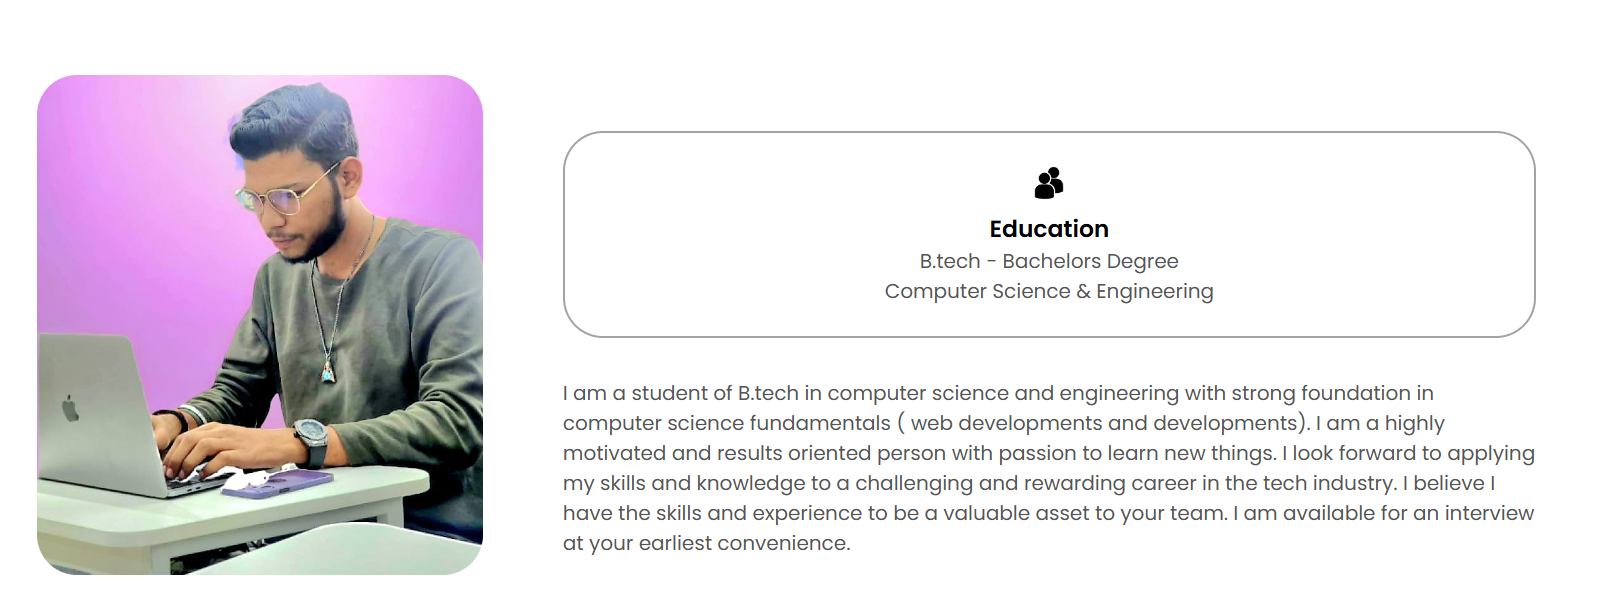 Education
B.tech - Bachelors Degree
Computer Science & Engineering
I am a student of B.tech in computer science and engineering with strong foundation in
computer science fundamentals ( web developments and developments). I am a highly
motivated and results oriented person with passion to learn new things. I look forward to applying
my skills and knowledge to a challenging and rewarding career in the tech industry. I believe I
have the skills and experience to be a valuable asset to your team. I am available for an interview
at your earliest convenience.